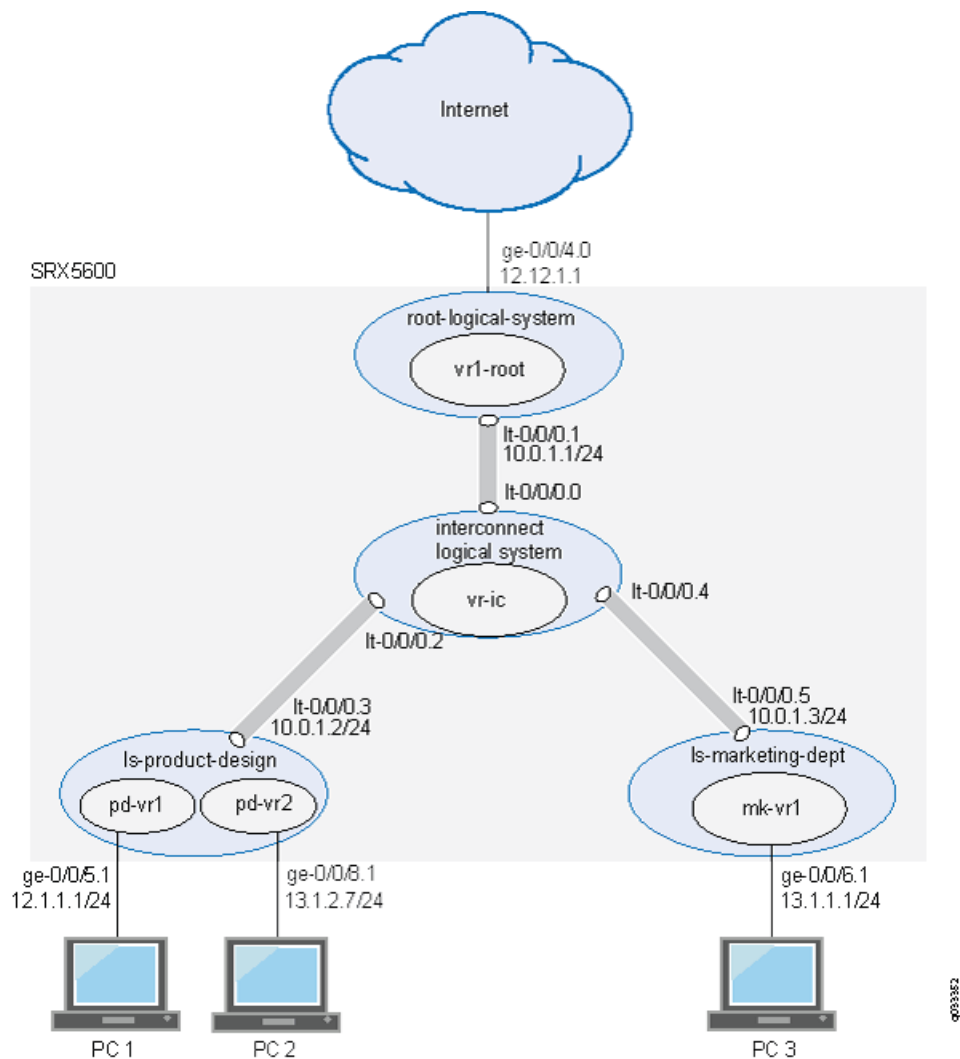 Internet
ge-0/0/4.0
12.12.1.1
SRX5600
root-logical-system
vr1-root
lt-0/0/0.1
10.0.1.1/24
lt-0/0/0.0
interconnect
logical system
vr-ic
lt-0/0/0.4
lt-0/0/0.2
lt-0/0/0.3
10.0.1.2/24
lt-0/0/0.5
10.0.1.3/24
ls-product-design
pd-vr1
pd-vr2
ls-marketing-dept
mk-vr1
ge-0/0/5.1
12.1.1.1/24
ge-0/0/8.1
13.1.2.7/24
ge-0/0/6.1
13.1.1.1/24
PC 1
PC 2
PC 3
g033352